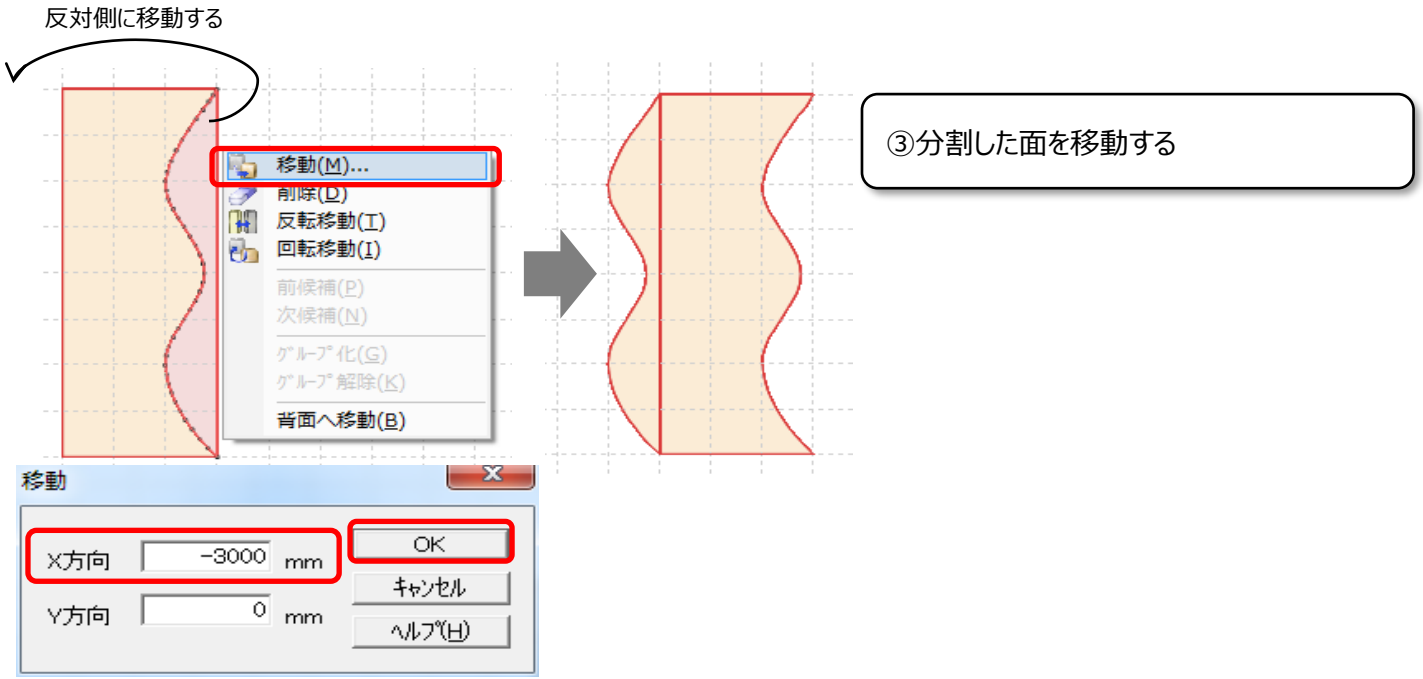 反対側に移動する
移動(M)...
削除(D)
反転移動(T)
回転移動(I)
前候補(P)
次候補(N)
グループ化(G)
グループ解除(K)
背面へ移動(B)
③分割した面を移動する
移動
X方向 -3000 mm
OK
キャンセル
Y方向 0 mm
ヘルプ(H)